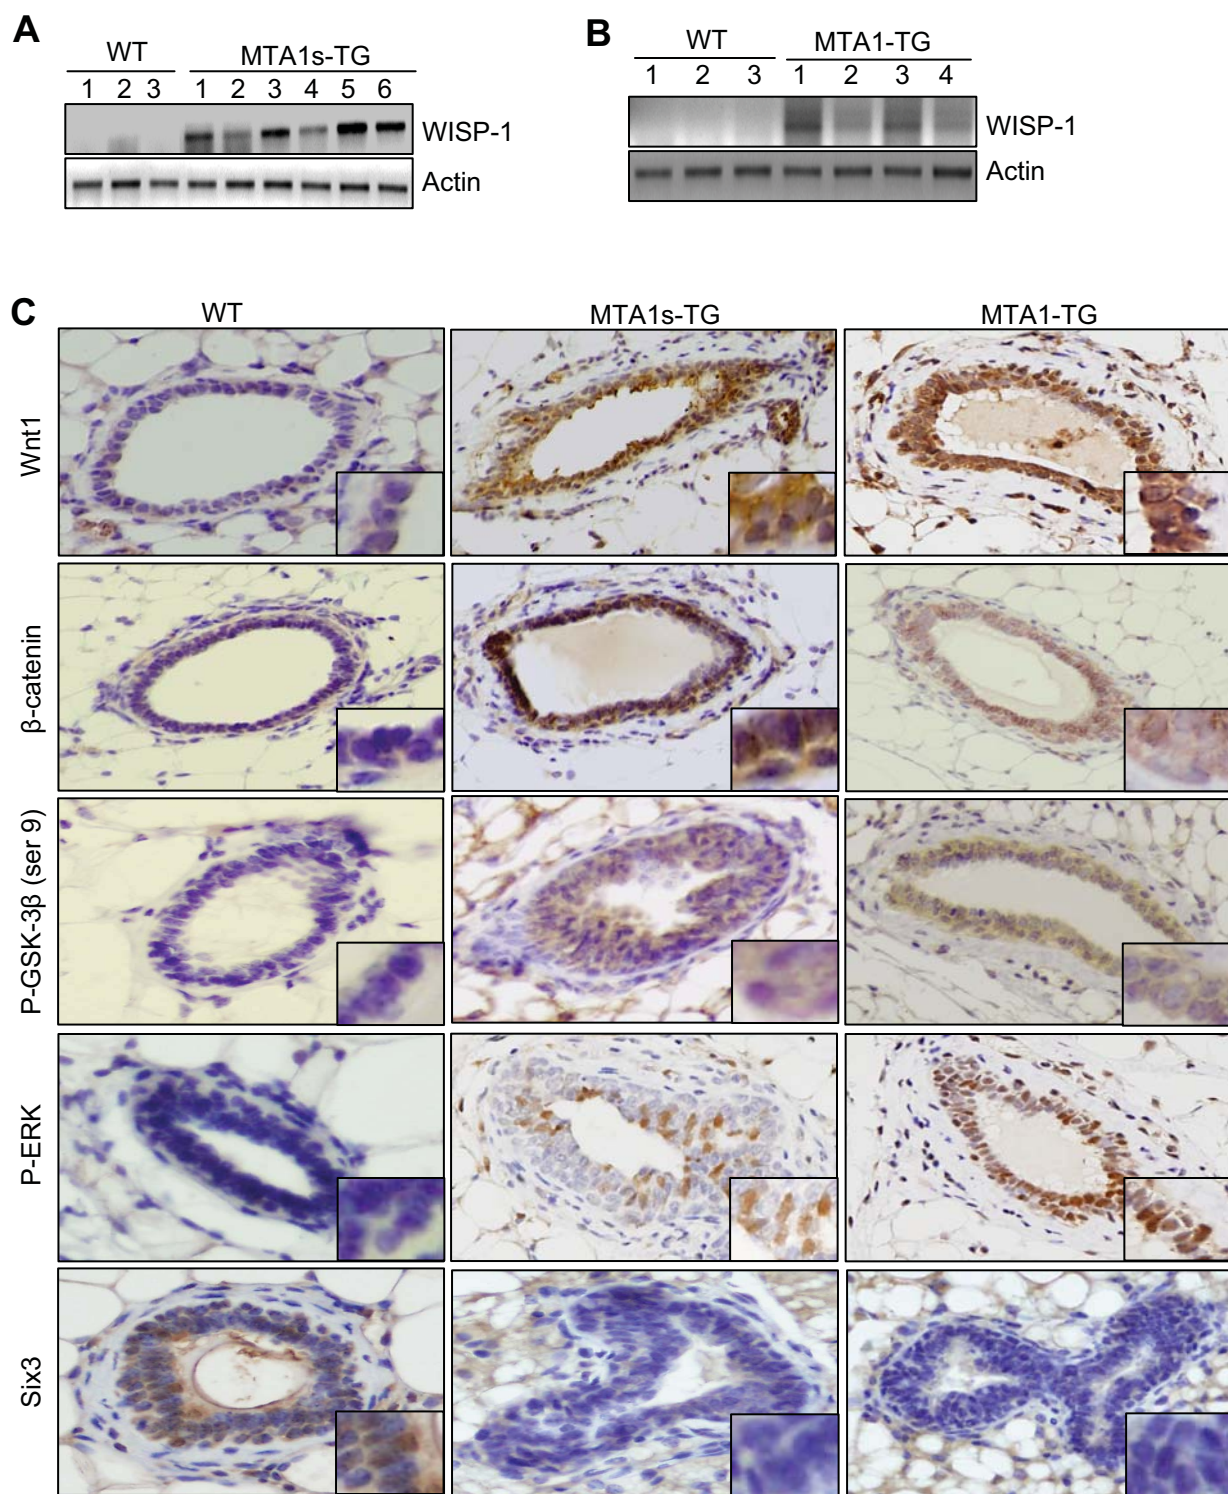 A
WT
MTA1s-TG
1 2 3 1 2 3 4 5 6
WISP-1
Actin
B
WT
MTA1-TG
1 2 3 1 2 3 4
WISP-1
Actin
C
WT
MTA1s-TG
MTA1-TG
Wnt1
β-catenin
P-GSK-3β (ser 9)
P-ERK
Six3